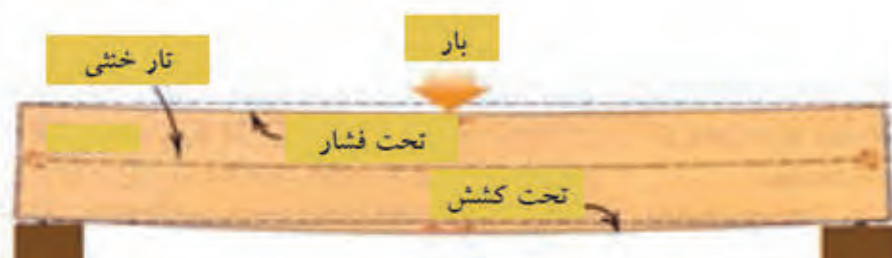 بار
تار خنثی
تحت فشار
تحت کشش